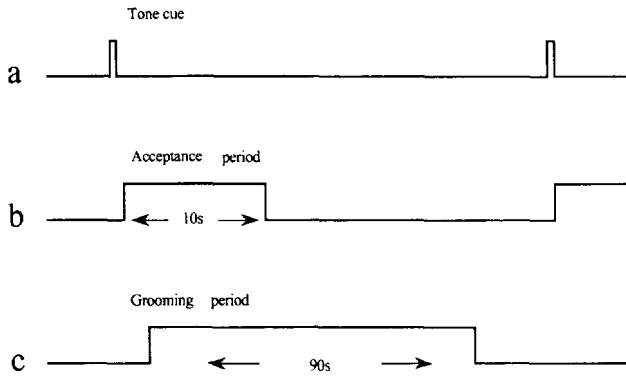 Tone cue
a
Acceptance period
b
10s
Grooming period
c
90s